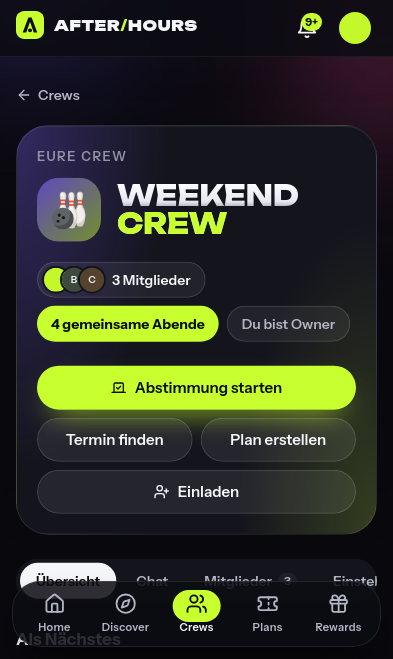 AFTER/HOURS
9+
Crews
EURE CREW
WEEKEND
CREW
B C 3 Mitglieder
4 gemeinsame Abende Du bist Owner
Abstimmung starten
Termin finden Plan erstellen
Einladen
Übersicht Chat Mitglieder 3 Einstel
Home Discover Crews Plans Rewards
Als Nächstes